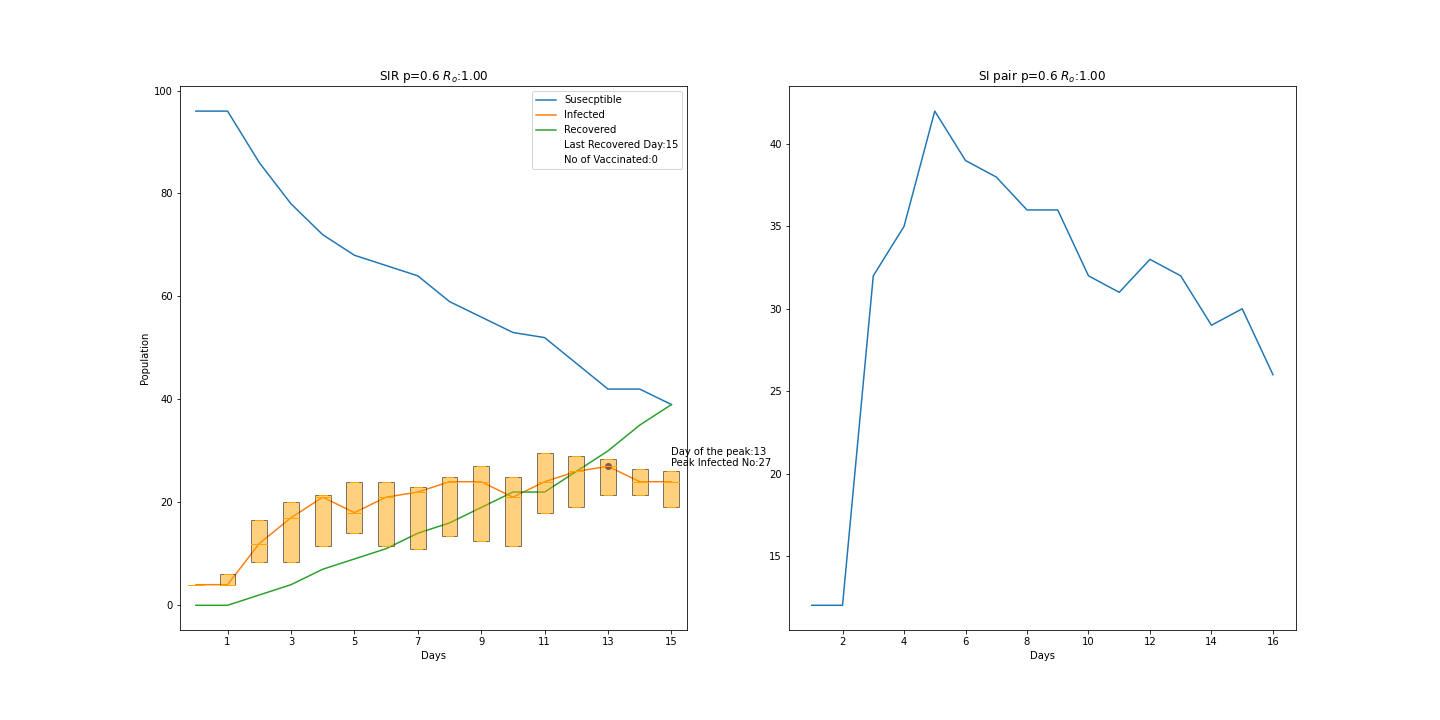 SIR p=0.6 Rₒ:1.00
Susecptible
Infected
Recovered
Last Recovered Day:15
No of Vaccinated:0
100
80
60
40
20
0
Population
Day of the peak:13
Peak Infected No:27
1 3 5 7 9 11 13 15
Days
SI pair p=0.6 Rₒ:1.00
40
35
30
25
20
15
2 4 6 8 10 12 14 16
Days